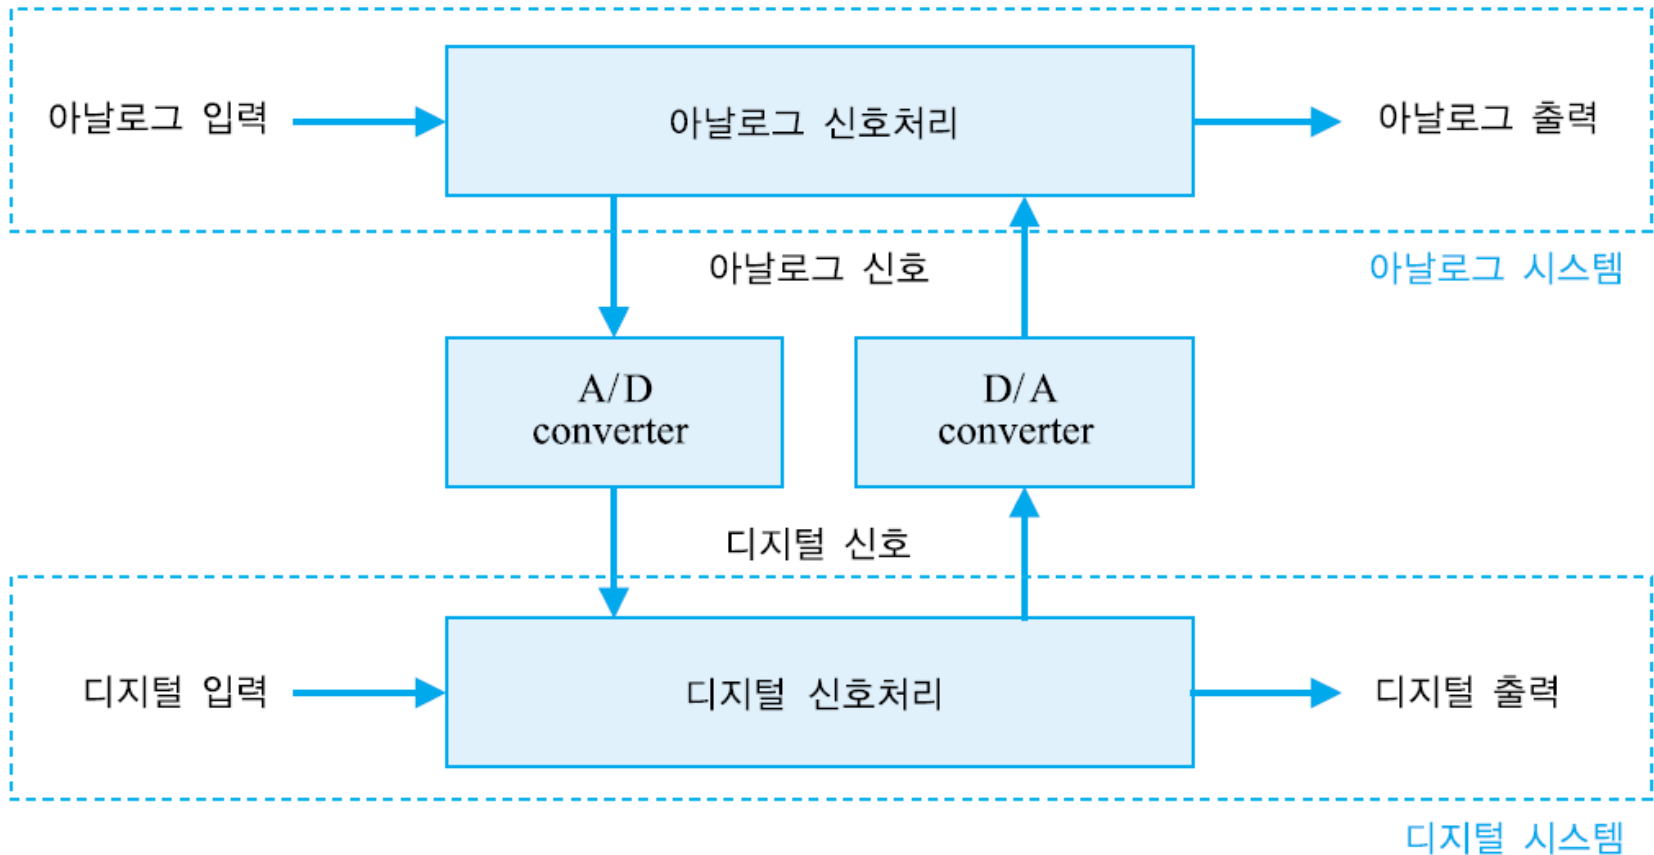 아날로그 입력
아날로그 신호처리
아날로그 출력
아날로그 신호
아날로그 시스템
A/D
converter
D/A
converter
디지털 신호
디지털 입력
디지털 신호처리
디지털 출력
디지털 시스템